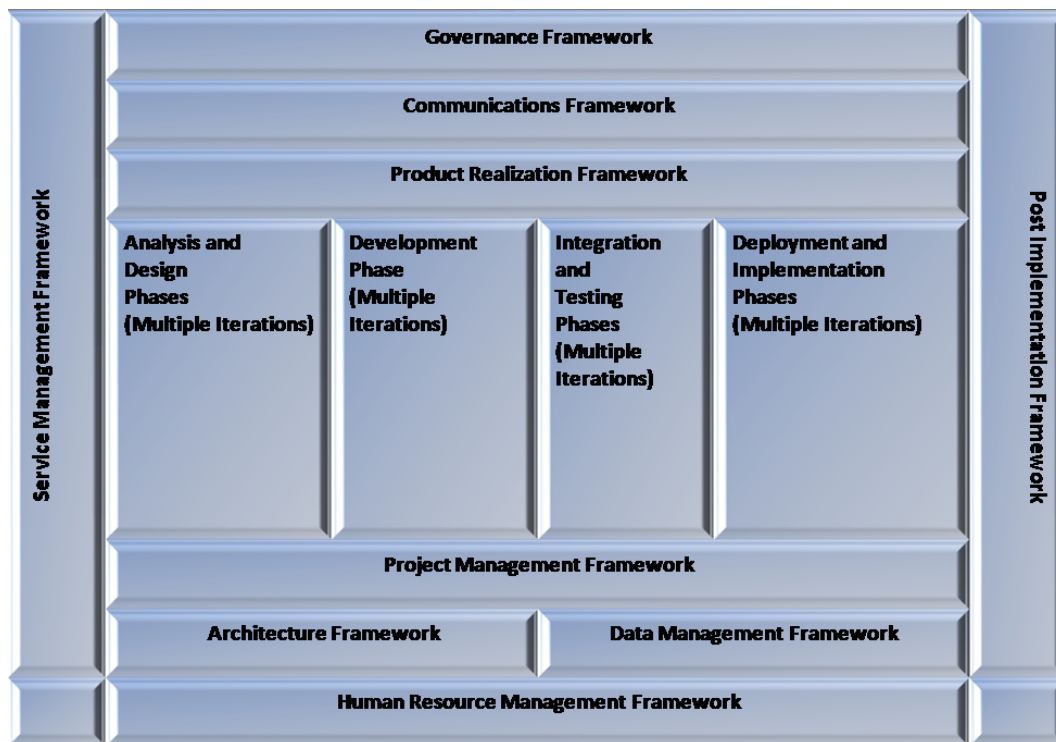 Governance Framework
Communications Framework
Product Realization Framework
Service Management Framework
Analysis and
Design
Phases
(Multiple Iterations)
Development
Phase
(Multiple
Iterations)
Integration
and
Testing
Phases
(Multiple
Iterations)
Deployment and
Implementation
Phases
(Multiple Iterations)
Post Implementation Framework
Project Management Framework
Architecture Framework
Data Management Framework
Human Resource Management Framework